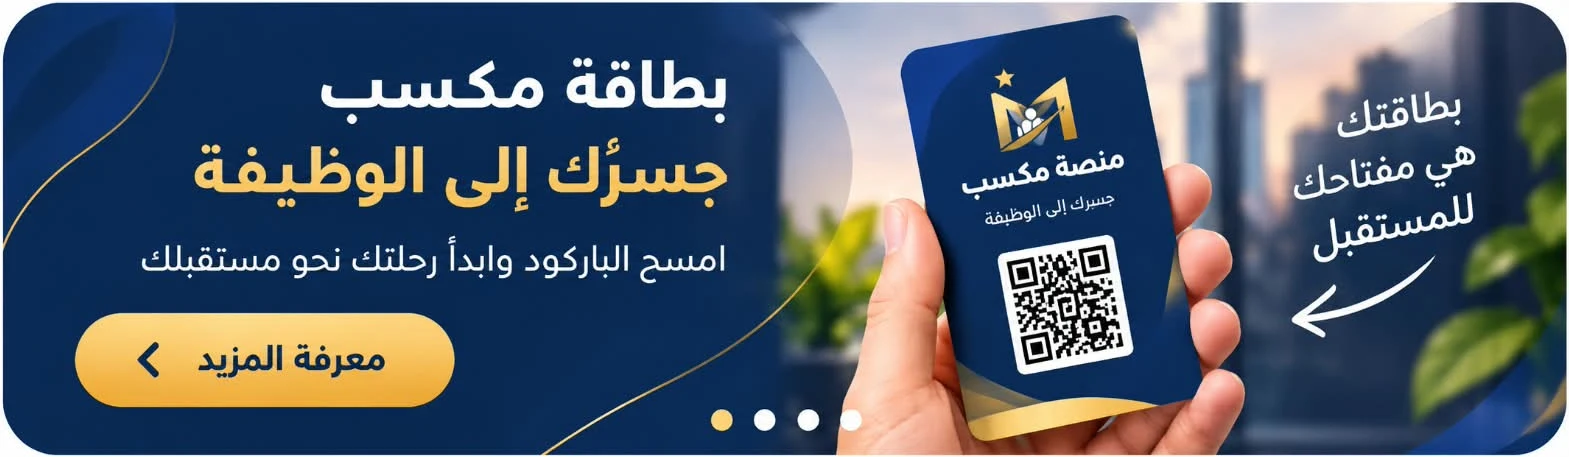 بطاقة مكسب
جسرُك إلى الوظيفة
امسح الباركود وابدأ رحلتك نحو مستقبلك
معرفة المزيد
منصة مكسب
جسرك إلى الوظيفة
بطاقتك
هي مفتاحك
للمستقبل